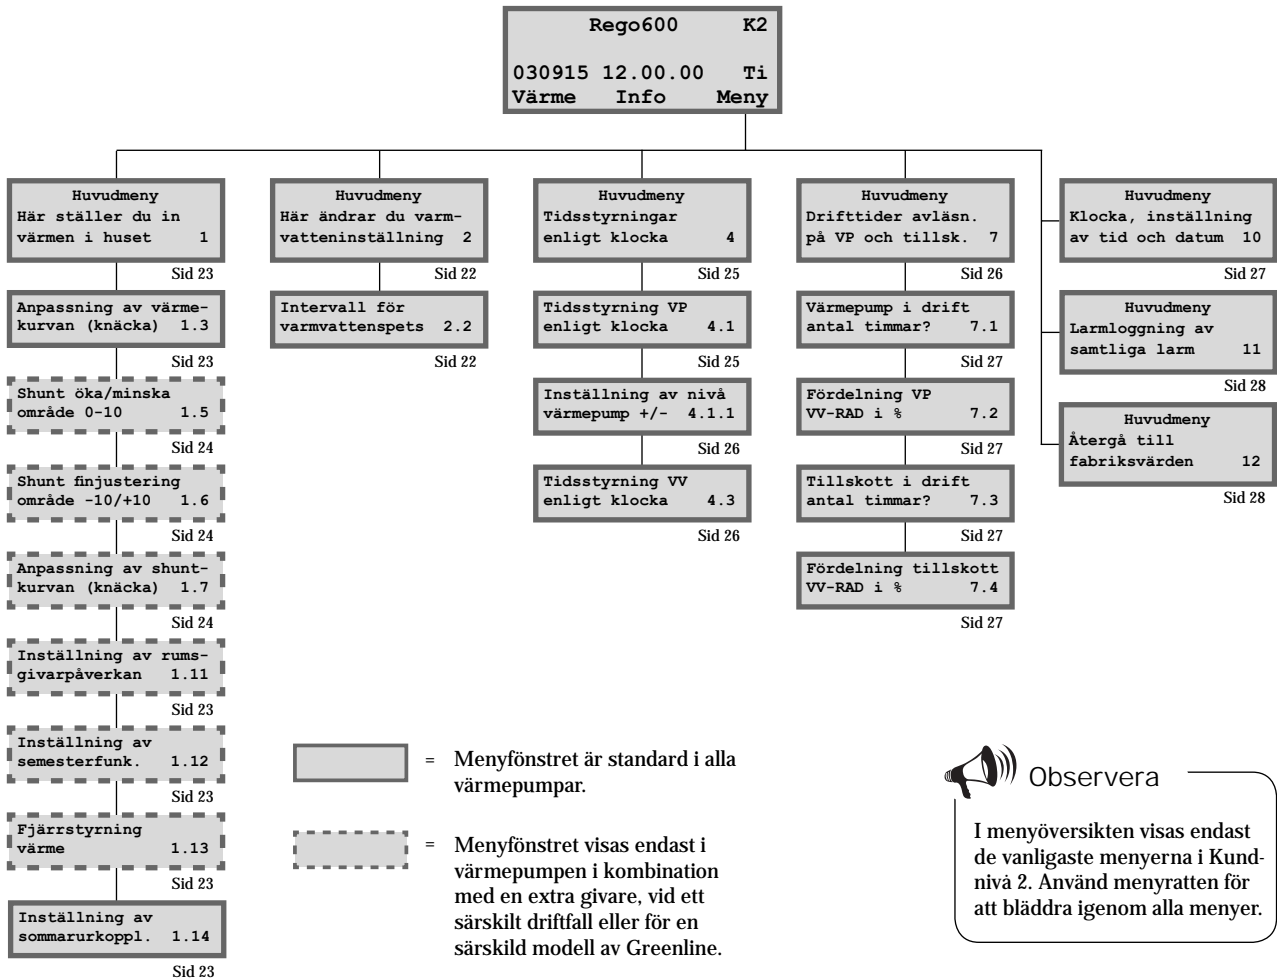 Rego600 K2
030915 12.00.00 Ti
Värme Info Meny
Huvudmeny
Här ställer du in
värmen i huset 1
Sid 23
Anpassning av värme-
kurvan (knäcka) 1.3
Sid 23
Shunt öka/minska
område 0-10 1.5
Sid 24
Shunt finjustering
område -10/+10 1.6
Sid 24
Anpassning av shunt-
kurvan (knäcka) 1.7
Sid 24
Inställning av rums-
givarpåverkan 1.11
Sid 23
Inställning av
semesterfunk. 1.12
Sid 23
Fjärrstyrning
värme 1.13
Sid 23
Inställning av
sommarurkoppl. 1.14
Sid 23
Huvudmeny
Här ändrar du varm-
vatteninställning 2
Sid 22
Intervall för
varmvattenspets 2.2
Sid 22
Huvudmeny
Tidsstyrningar
enligt klocka 4
Sid 25
Tidsstyrning VP
enligt klocka 4.1
Sid 25
Inställning av nivå
värmepump +/- 4.1.1
Sid 26
Tidsstyrning VV
enligt klocka 4.3
Sid 26
Huvudmeny
Drifttider avläsn.
på VP och tillsk. 7
Sid 26
Värmepump i drift
antal timmar? 7.1
Sid 27
Fördelning VP
VV-RAD i % 7.2
Sid 27
Tillskott i drift
antal timmar? 7.3
Sid 27
Fördelning tillskott
VV-RAD i % 7.4
Sid 27
Huvudmeny
Klocka, inställning
av tid och datum 10
Sid 27
Huvudmeny
Larmloggning av
samtliga larm 11
Sid 28
Huvudmeny
Återgå till
fabriksvärden 12
Sid 28
= Menyfönstret är standard i alla
värmepumpar.
= Menyfönstret visas endast i
värmepumpen i kombination
med en extra givare, vid ett
särskilt driftfall eller för en
särskild modell av Greenline.
Observera
I menyöversikten visas endast
de vanligaste menyerna i Kund-
nivå 2. Använd menyratten för
att bläddra igenom alla menyer.